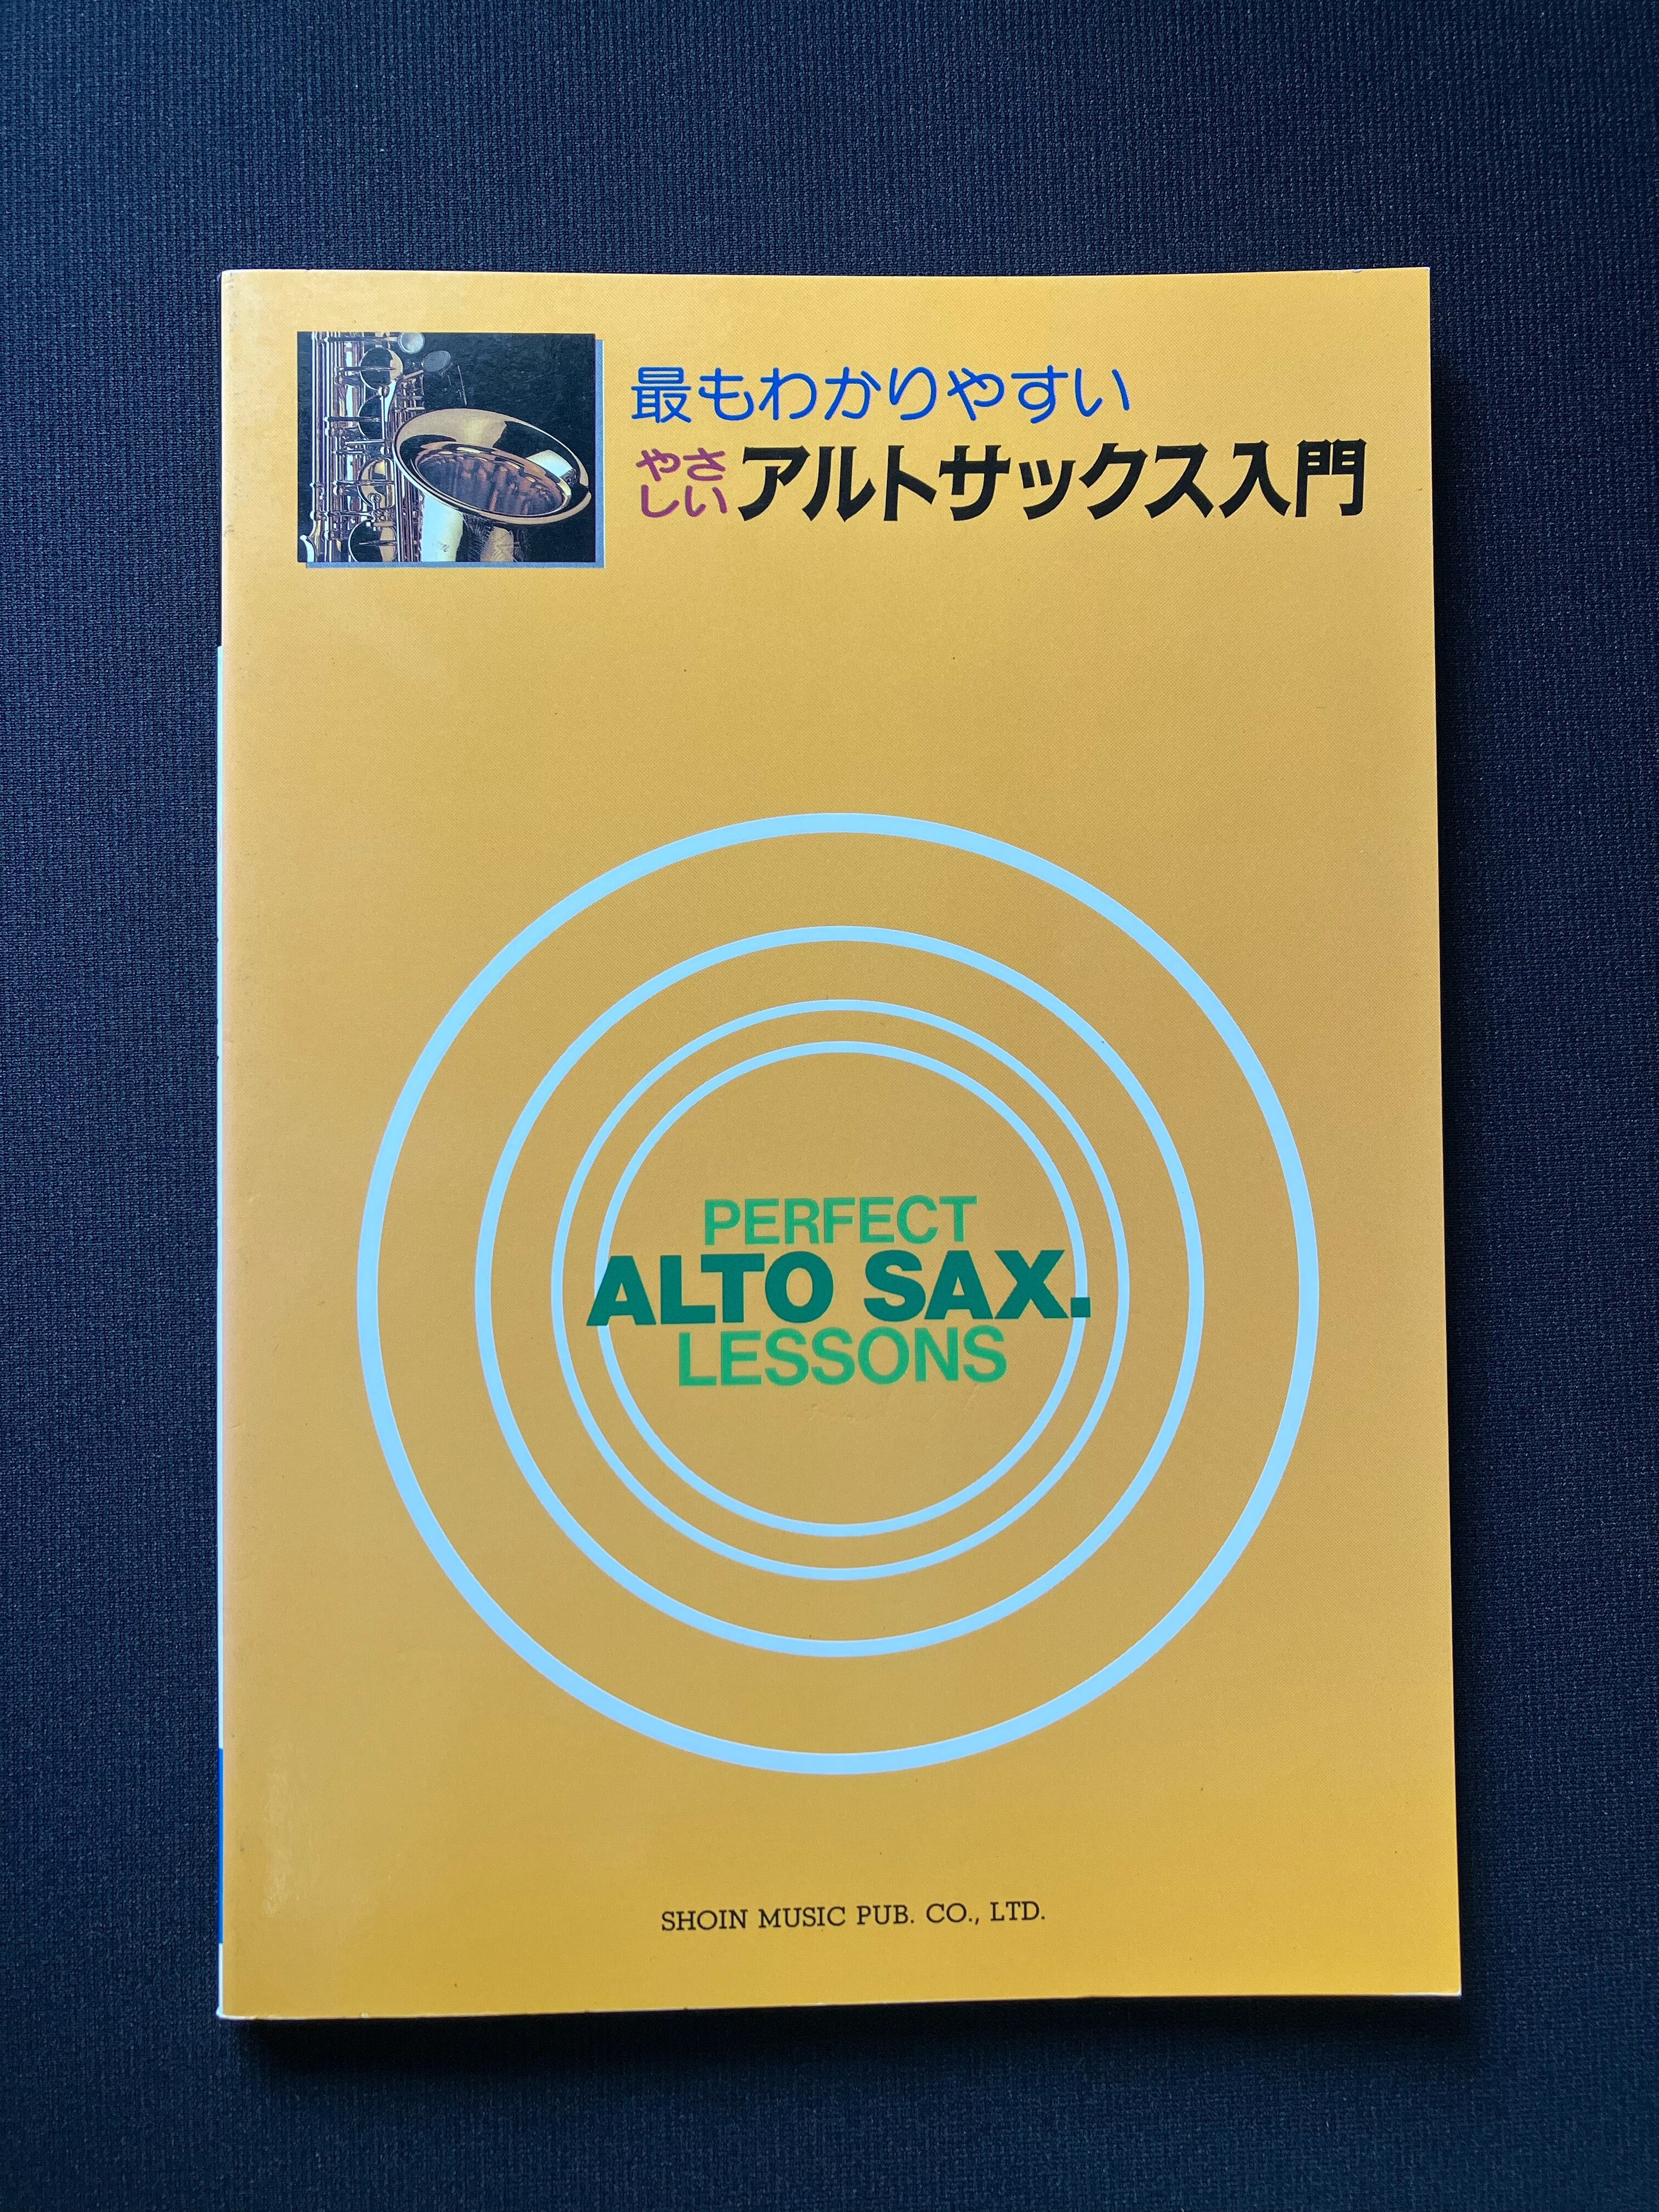 最もわかりやすい
やさしいアルトサックス入門
PERFECT
ALTO SAX.
LESSONS
SHOIN MUSIC PUB. CO., LTD.